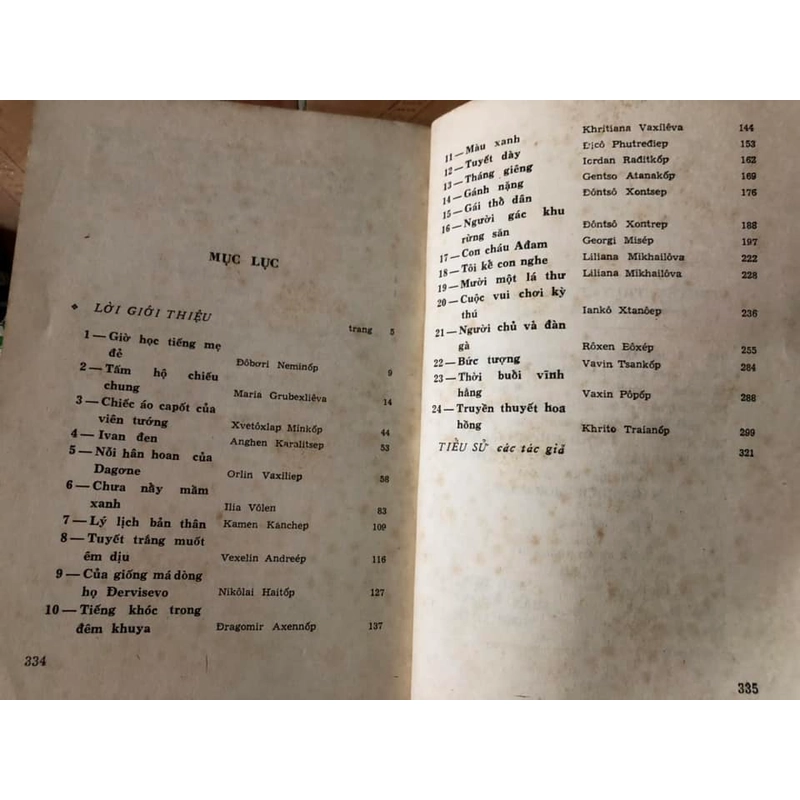 MỤC LỤC
❖ LỜI GIỚI THIỆU
trang 5
1 — Giờ học tiếng mẹ
đẻ Đôbơri Neminốp 9
2 — Tấm hộ chiếu
chung Maria Grubexliêva 14
3 — Chiếc áo capốt của
viên tướng Xvetôxlap Minkốp 44
4 — Ivan đen Anghen Karalitsep 53
5 — Nỗi hân hoan của
Dagơne Orlin Vaxiliep 58
6 — Chưa nẩy mầm
xanh Ilia Vôlen 83
7 — Lý lịch bản thân Kamen Kanchep 109
8 — Tuyết trắng muốt
êm dịu Vexelin Andreép 116
9 — Của giống má dòng
họ Đervisevo Nikôlai Haitốp 127
10 — Tiếng khóc trong
đêm khuya Đragomir Axennốp 137
334
11 — Màu xanh Khritiana Vaxilêva 144
12 — Tuyết dày Đicô Phutređiep 153
13 — Tháng giêng Iorđan Rađitkốp 162
14 — Gánh nặng Gentso Atanakốp 169
15 — Gái thổ dân Đôntsô Xontsep 176
16 — Người gác khu
rừng săn Đôntsô Xontrep 188
17 — Con cháu Ađam Georgi Misép 197
18 — Tôi kể con nghe Liliana Mikhailôva 222
19 — Mười một lá thư Liliana Mikhailôva 228
20 — Cuộc vui chơi kỳ
thú Iankô Xtanôep 236
21 — Người chủ và đàn
gà Rôxen Eôxép 255
22 — Bức tượng Vavin Tsankốp 284
23 — Thời buổi vĩnh
hằng Vaxin Pôpốp 288
24 — Truyền thuyết hoa
hồng Khrito Traianốp 299
TIỂU SỬ các tác giả 321
335